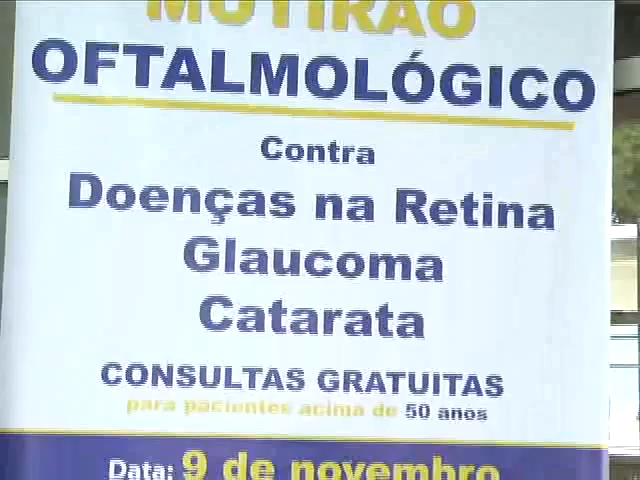 MUTIRÃO
OFTALMOLÓGICO
Contra
Doenças na Retina
Glaucoma
Catarata
CONSULTAS GRATUITAS
para pacientes acima de 50 anos
Data: 9 de novembro